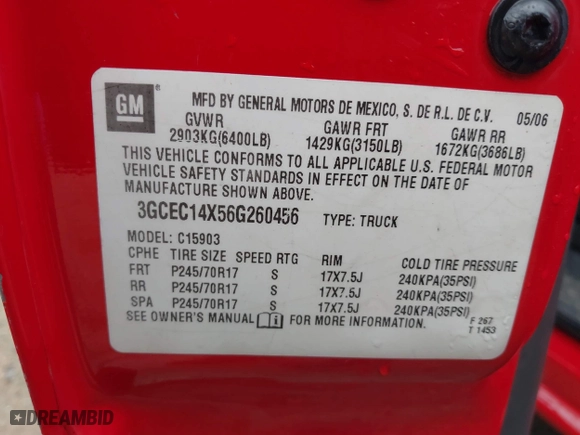 GM
MFD BY GENERAL MOTORS DE MEXICO, S. DE R.L. DE C.V. 05/06
GVWR GAWR FRT GAWR RR
2903KG(6400LB) 1429KG(3150LB) 1672KG(3686LB)
THIS VEHICLE CONFORMS TO ALL APPLICABLE U.S. FEDERAL MOTOR
VEHICLE SAFETY STANDARDS IN EFFECT ON THE DATE OF
MANUFACTURE SHOWN ABOVE.
3GCEC14X56G260456 TYPE: TRUCK
MODEL: C15903
CPHE TIRE SIZE SPEED RTG RIM COLD TIRE PRESSURE
FRT P245/70R17 S 17X7.5J 240KPA(35PSI)
RR P245/70R17 S 17X7.5J 240KPA(35PSI)
SPA P245/70R17 S 17X7.5J 240KPA(35PSI)
SEE OWNER'S MANUAL FOR MORE INFORMATION.
F 267
T 1453
DREAMBID